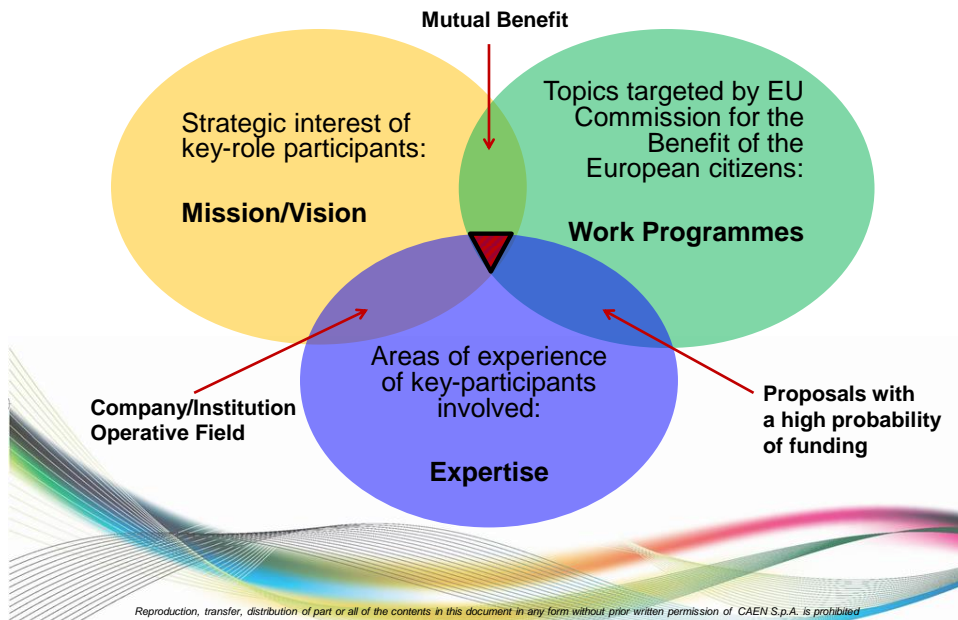 Mutual Benefit
Strategic interest of
key-role participants:
Mission/Vision
Topics targeted by EU
Commission for the
Benefit of the
European citizens:
Work Programmes
Areas of experience
of key-participants
involved:
Expertise
Company/Institution
Operative Field
Proposals with
a high probability
of funding
Reproduction, transfer, distribution of part or all of the contents in this document in any form without prior written permission of CAEN S.p.A. is prohibited